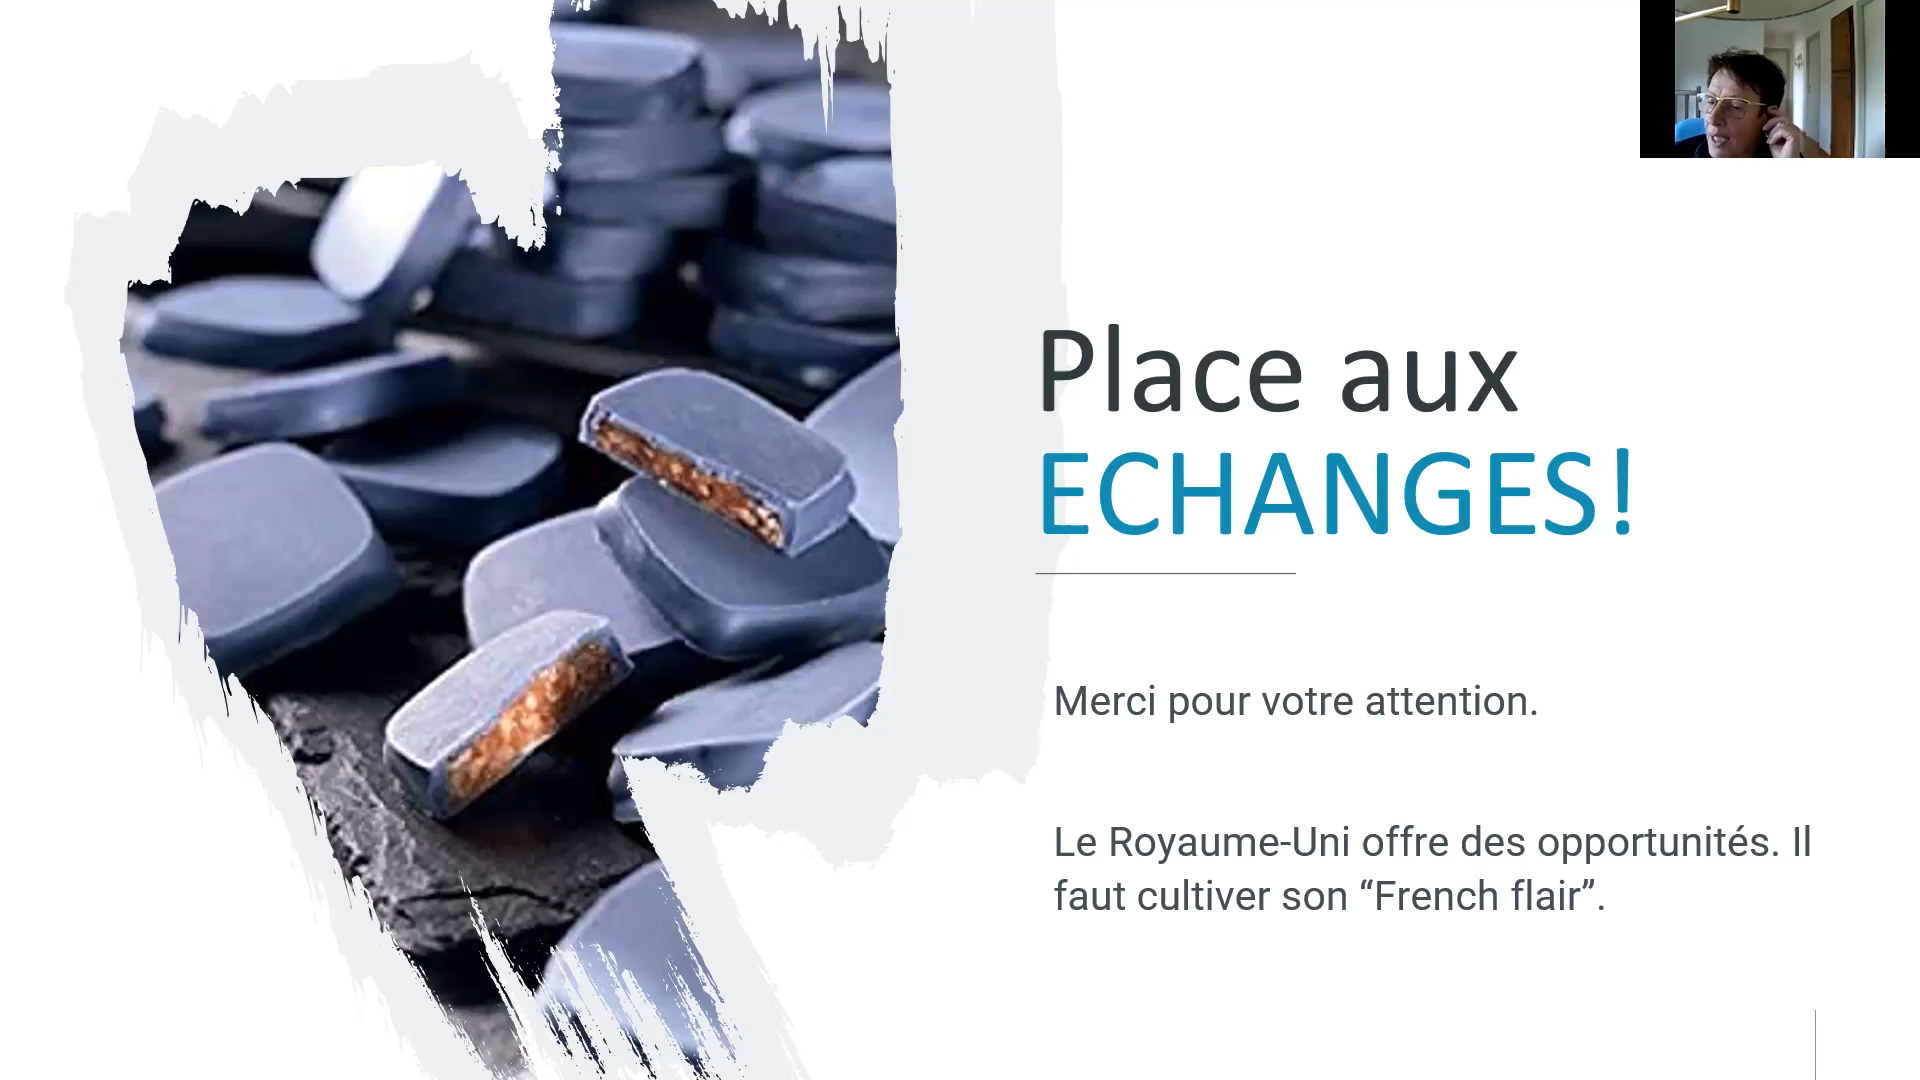 Place aux
ECHANGES!
Merci pour votre attention.
Le Royaume-Uni offre des opportunités. Il
faut cultiver son “French flair”.